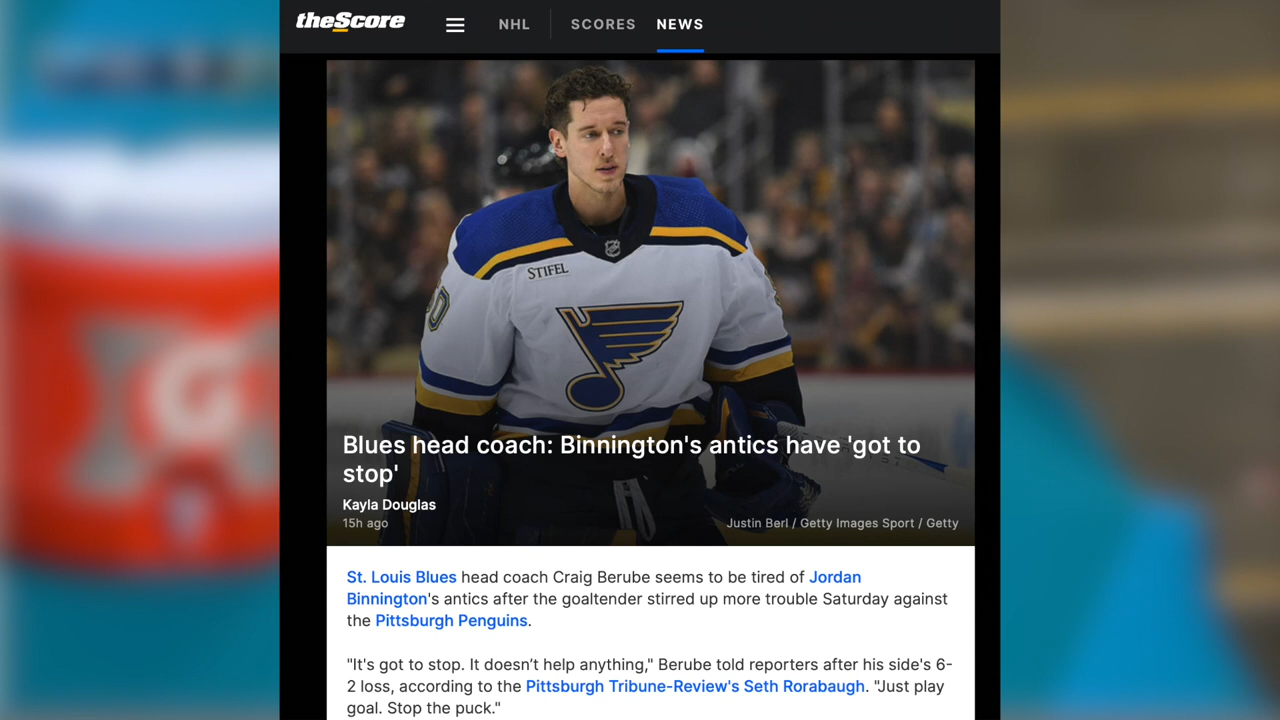 theScore
NHL
SCORES
NEWS
STIFEL
Blues head coach: Binnington's antics have 'got to
stop'
Kayla Douglas
15h ago
Justin Berl / Getty Images Sport / Getty
St. Louis Blues head coach Craig Berube seems to be tired of Jordan
Binnington's antics after the goaltender stirred up more trouble Saturday against
the Pittsburgh Penguins.
"It's got to stop. It doesn’t help anything," Berube told reporters after his side's 6-
2 loss, according to the Pittsburgh Tribune-Review's Seth Rorabaugh. "Just play
goal. Stop the puck."
G